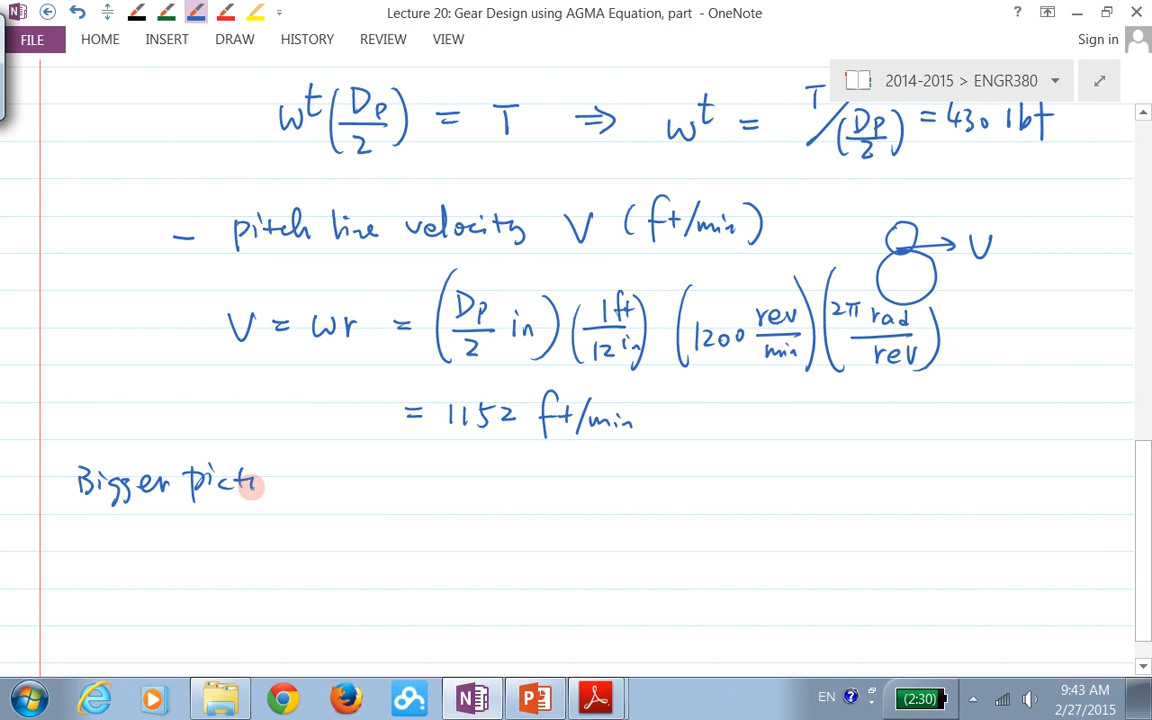 Lecture 20: Gear Design using AGMA Equation, part - OneNote
?
FILE HOME INSERT DRAW HISTORY REVIEW VIEW Sign in
2014-2015 > ENGR380
W^t (Dp/2) = T ⇒ W^t = T/(Dp/2) = 430 lbf
- pitch line velocity V (ft/min)
V
V = ωr = (Dp/2 in) (1ft/12in) (1200 rev/min) (2π rad/rev)
= 1152 ft/min
Bigger pict
EN ? (2:30) 9:43 AM
2/27/2015